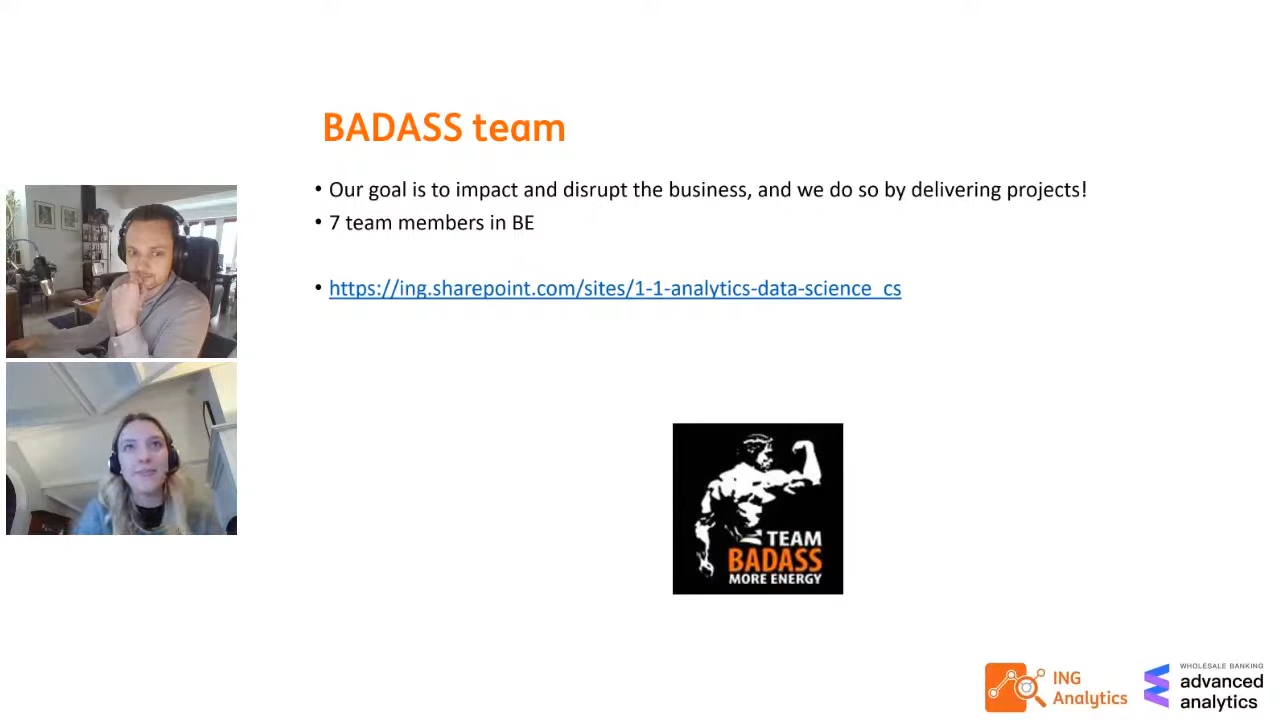 BADASS team
• Our goal is to impact and disrupt the business, and we do so by delivering projects!
• 7 team members in BE
• https://ing.sharepoint.com/sites/1-1-analytics-data-science_cs
TEAM
BADASS
MORE ENERGY
ING
Analytics
WHOLESALE BANKING
advanced
analytics